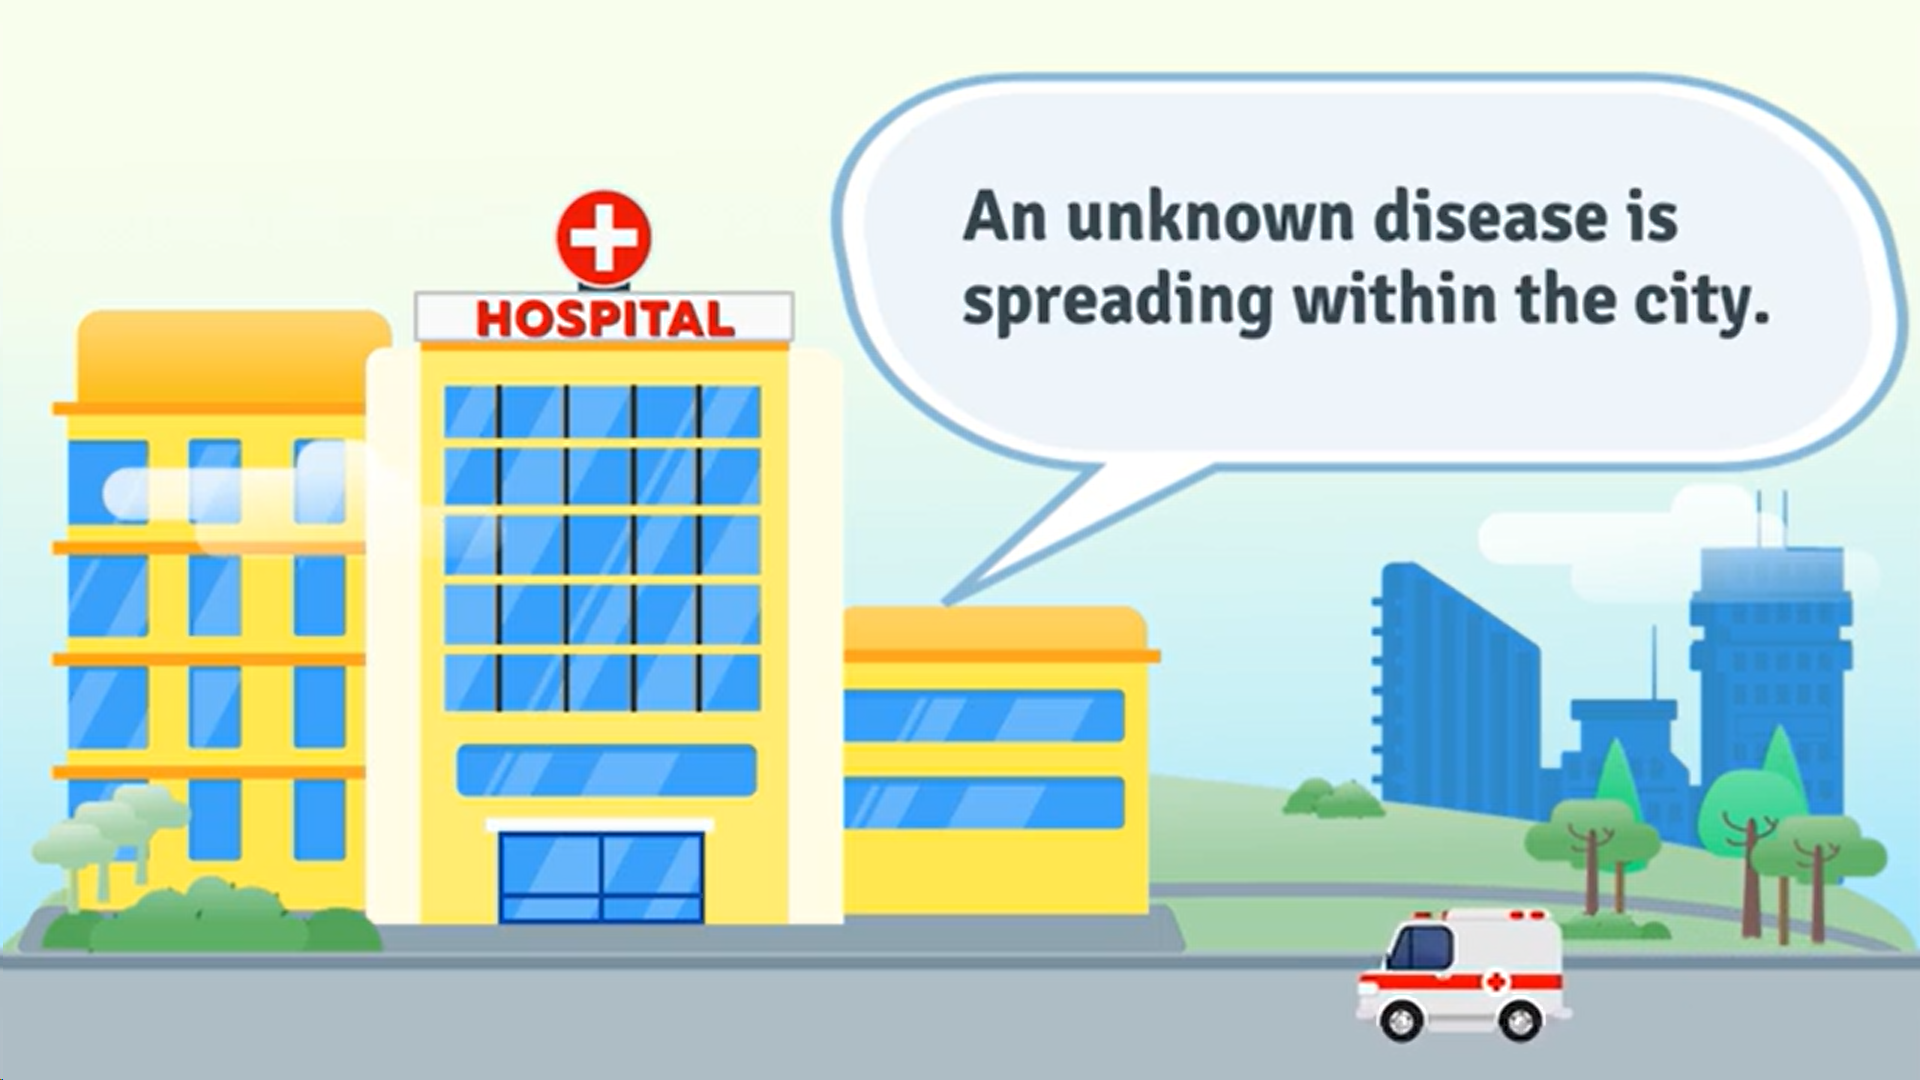 An unknown disease is
spreading within the city.
HOSPITAL